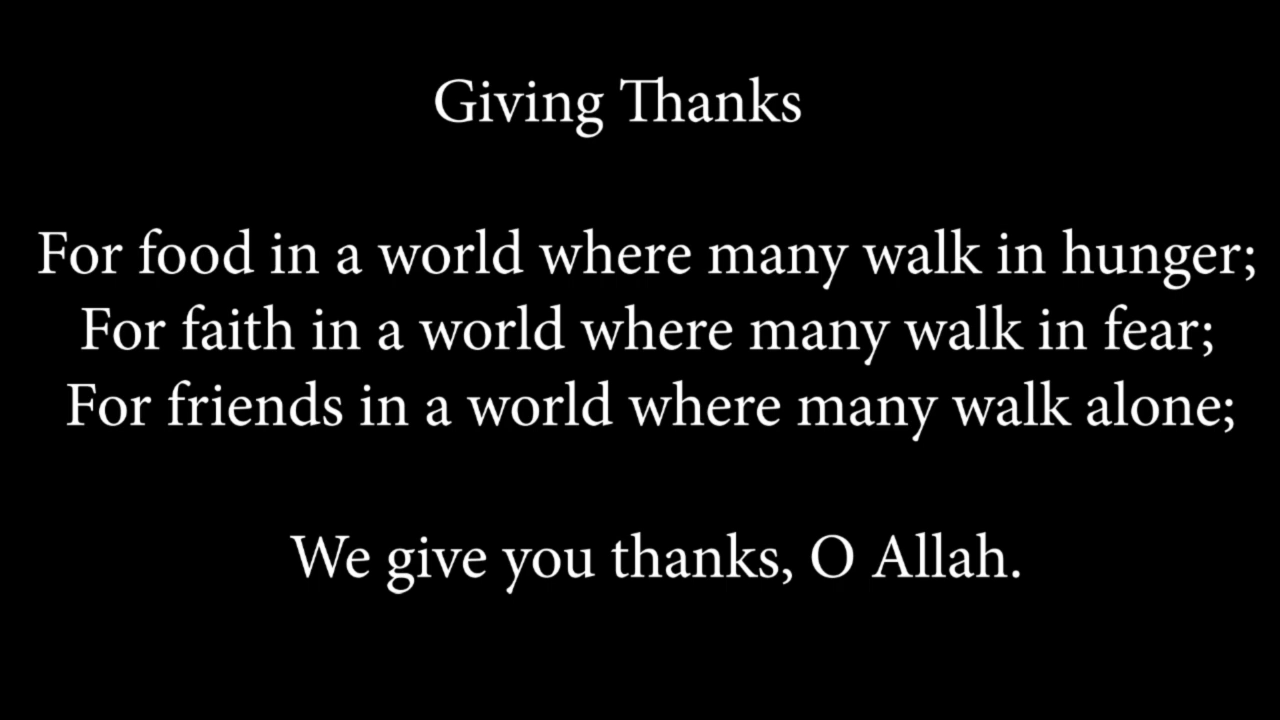 Giving Thanks
For food in a world where many walk in hunger;
For faith in a world where many walk in fear;
For friends in a world where many walk alone;
We give you thanks, O Allah.